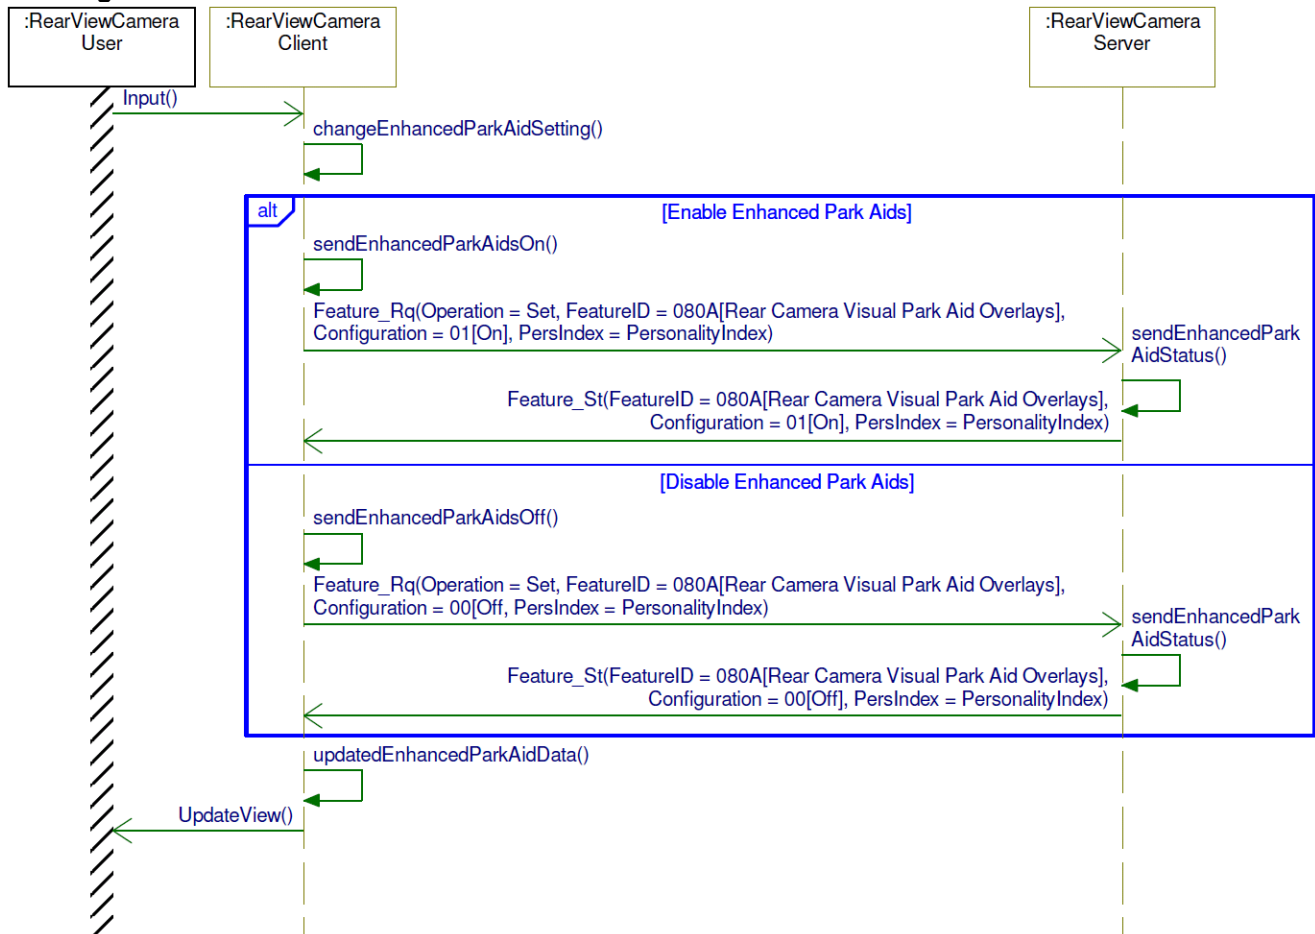 :RearViewCamera
User
:RearViewCamera
Client
:RearViewCamera
Server
Input()
changeEnhancedParkAidSetting()
alt
[Enable Enhanced Park Aids]
sendEnhancedParkAidsOn()
Feature_Rq(Operation = Set, FeatureID = 080A[Rear Camera Visual Park Aid Overlays],
Configuration = 01[On], PersIndex = PersonalityIndex)
sendEnhancedPark
AidStatus()
Feature_St(FeatureID = 080A[Rear Camera Visual Park Aid Overlays],
Configuration = 01[On], PersIndex = PersonalityIndex)
[Disable Enhanced Park Aids]
sendEnhancedParkAidsOff()
Feature_Rq(Operation = Set, FeatureID = 080A[Rear Camera Visual Park Aid Overlays],
Configuration = 00[Off, PersIndex = PersonalityIndex)
sendEnhancedPark
AidStatus()
Feature_St(FeatureID = 080A[Rear Camera Visual Park Aid Overlays],
Configuration = 00[Off], PersIndex = PersonalityIndex)
updatedEnhancedParkAidData()
UpdateView()